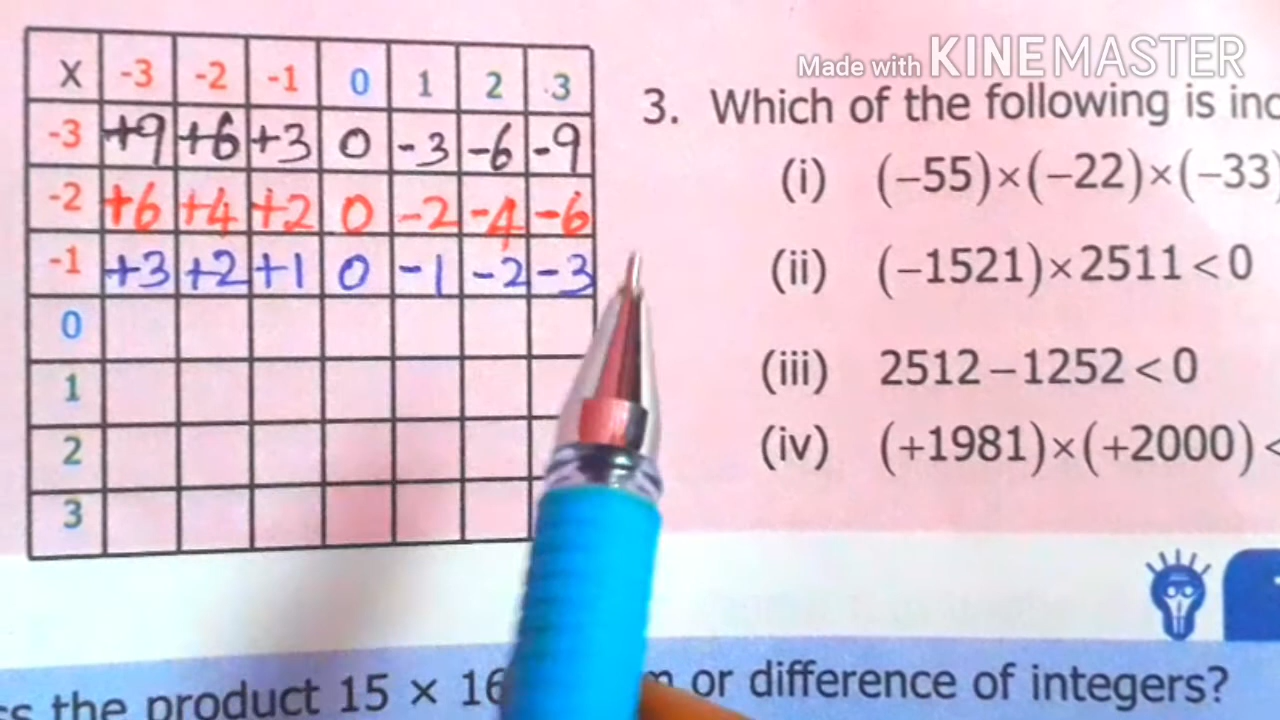 Made with KINEMASTER
X -3 -2 -1 0 1 2 3
-3 +9 +6 +3 0 -3 -6 -9
-2 +6 +4 +2 0 -2 -4 -6
-1 +3 +2 +1 0 -1 -2 -3
0
1
2
3
3. Which of the following is inc
(i) (−55)×(−22)×(−33)
(ii) (−1521)×2511<0
(iii) 2512−1252<0
(iv) (+1981)×(+2000)<
the product 15 × 16 or difference of integers?